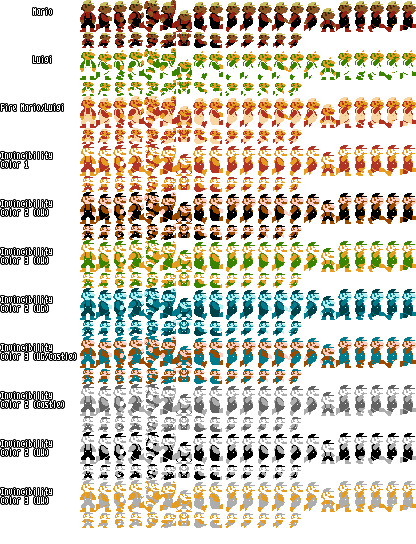 Mario
Luigi
Fire Mario/Luigi
Invincibility
Color 1
Invincibility
Color 2 (OW)
Invincibility
Color 3 (OW)
Invincibility
Color 2 (UG)
Invincibility
Color 3 (UG/Castle)
Invincibility
Color 2 (Castle)
Invincibility
Color 2 (UW)
Invincibility
Color 3 (UW)